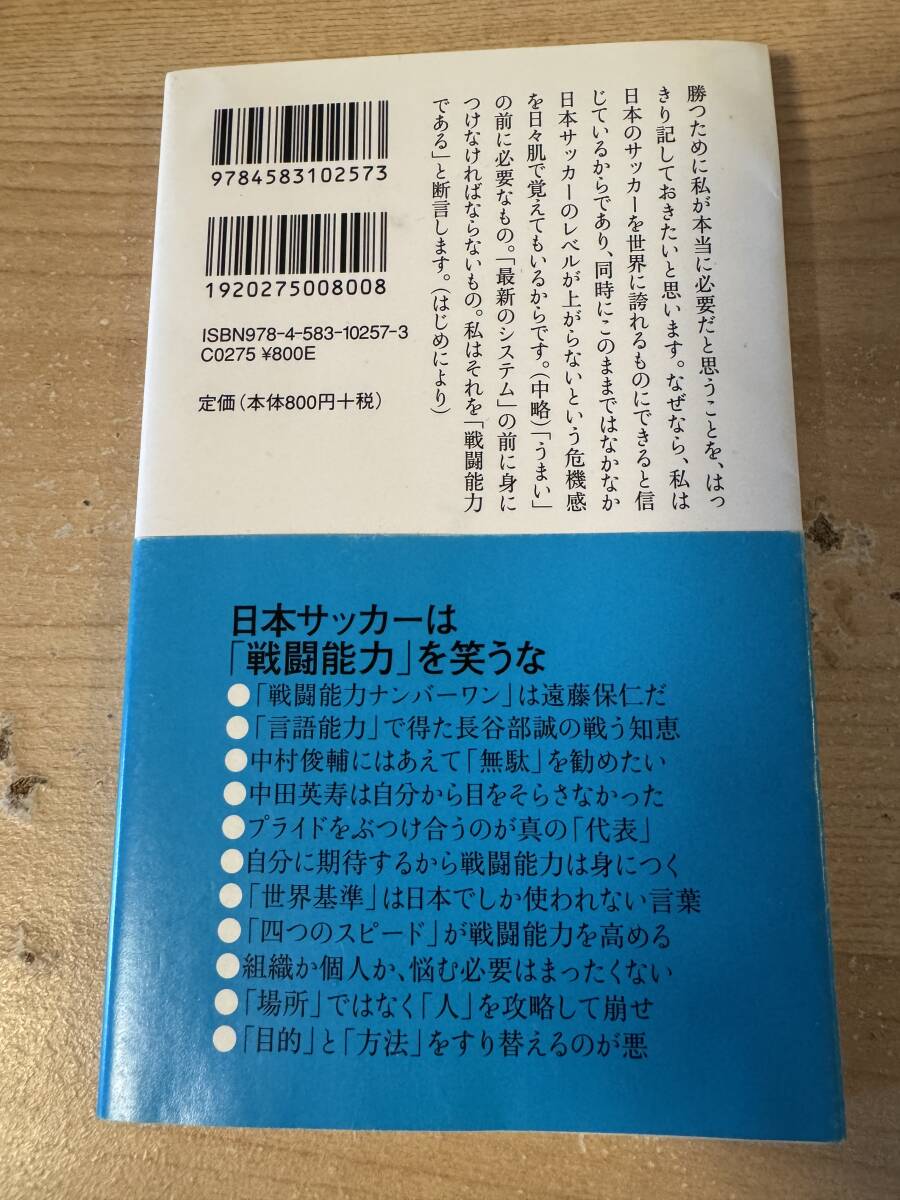 勝つために私が本当に必要だと思うことを、はっ
きり記しておきたいと思います。なぜなら、私は
日本のサッカーを世界に誇れるものにできると信
じているからであり、同時にこのままではなかなか
日本サッカーのレベルが上がらないという危機感
を日々肌で覚えてもいるからです。(中略)「うまい」
の前に必要なもの。「最新のシステム」の前に身に
つけなければならないもの。私はそれを「戦闘能力
である」と断言します。(はじめにより)
9784583102573
1920275008008
ISBN978-4-583-10257-3
C0275 ¥800E
定価(本体800円+税)
日本サッカーは
「戦闘能力」を笑うな
●「戦闘能力ナンバーワン」は遠藤保仁だ
●「言語能力」で得た長谷部誠の戦う知恵
●中村俊輔にはあえて「無駄」を勧めたい
●中田英寿は自分から目をそらさなかった
●プライドをぶつけ合うのが真の「代表」
●自分に期待するから戦闘能力は身につく
●「世界基準」は日本でしか使われない言葉
●「四つのスピード」が戦闘能力を高める
●組織か個人か、悩む必要はまったくない
●「場所」ではなく「人」を攻略して崩せ
●「目的」と「方法」をすり替えるのが悪